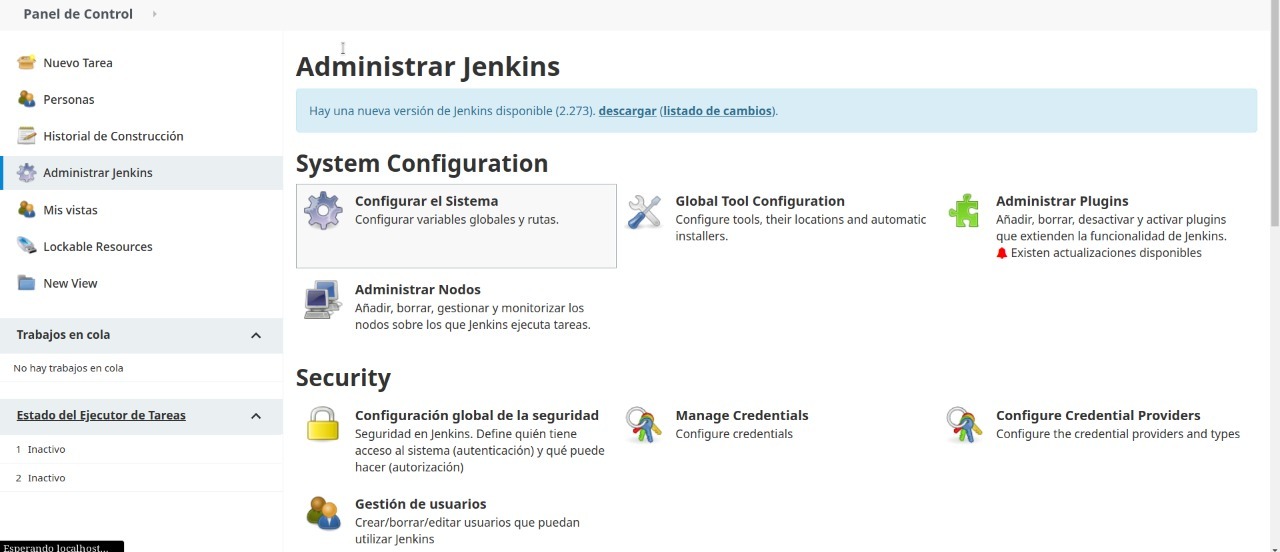 Panel de Control
Nuevo Tarea
Personas
Historial de Construcción
Administrar Jenkins
Mis vistas
Lockable Resources
New View
Trabajos en cola
No hay trabajos en cola
Estado del Ejecutor de Tareas
1 Inactivo
2 Inactivo
Esperando localhost...
Administrar Jenkins
Hay una nueva versión de Jenkins disponible (2.273). descargar (listado de cambios).
System Configuration
Configurar el Sistema
Configurar variables globales y rutas.
Global Tool Configuration
Configure tools, their locations and automatic
installers.
Administrar Plugins
Añadir, borrar, desactivar y activar plugins
que extienden la funcionalidad de Jenkins.
Existen actualizaciones disponibles
Administrar Nodos
Añadir, borrar, gestionar y monitorizar los
nodos sobre los que Jenkins ejecuta tareas.
Security
Configuración global de la seguridad
Seguridad en Jenkins. Define quién tiene
acceso al sistema (autenticación) y qué puede
hacer (autorización)
Manage Credentials
Configure credentials
Configure Credential Providers
Configure the credential providers and types
Gestión de usuarios
Crear/borrar/editar usuarios que puedan
utilizar Jenkins